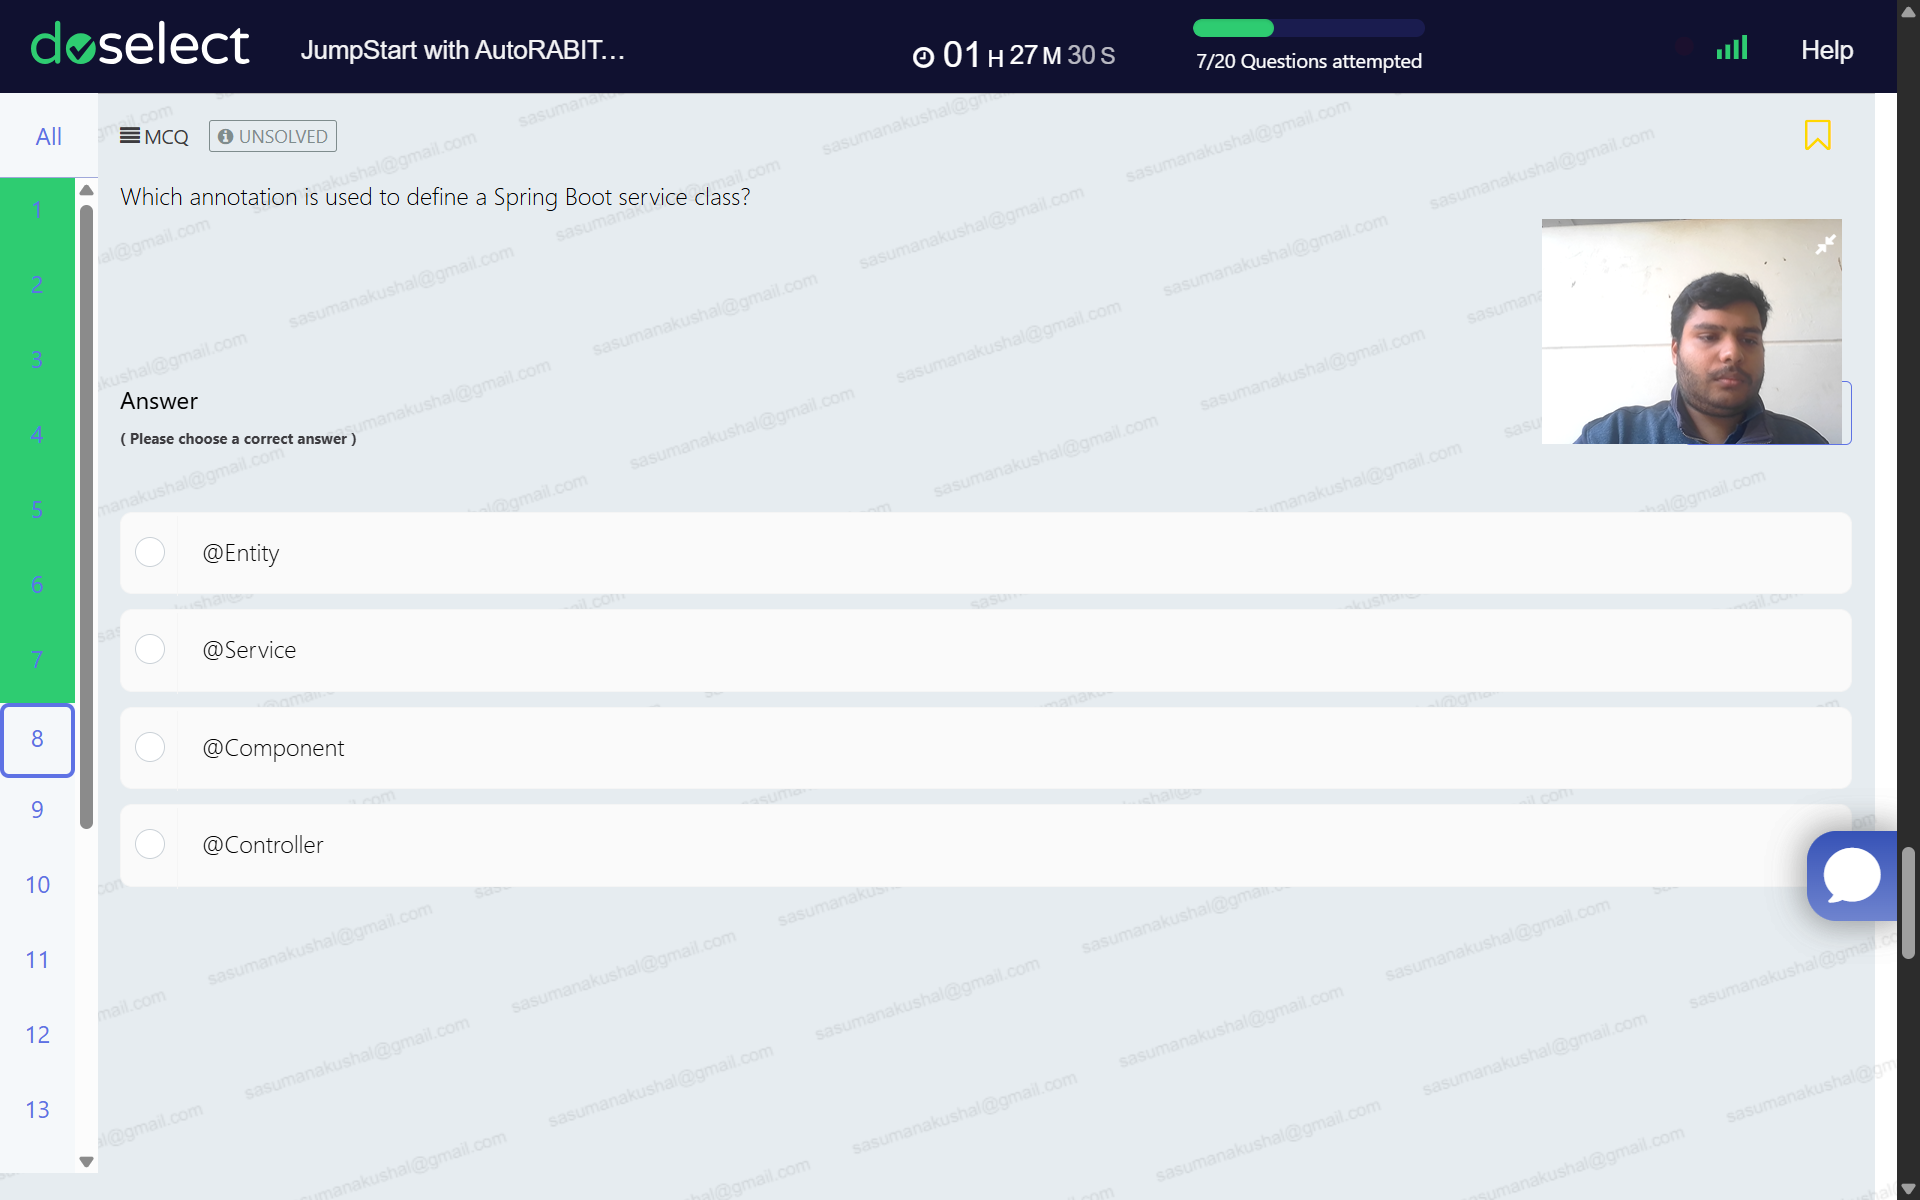 doselect
JumpStart with AutoRABIT...
01 H 27 M 30 S
7/20 Questions attempted
Help
All
MCQ
UNSOLVED
Which annotation is used to define a Spring Boot service class?
Answer
( Please choose a correct answer )
@Entity
@Service
@Component
@Controller
1
2
3
4
5
6
7
8
9
10
11
12
13
sasumanakushal@gmail.com